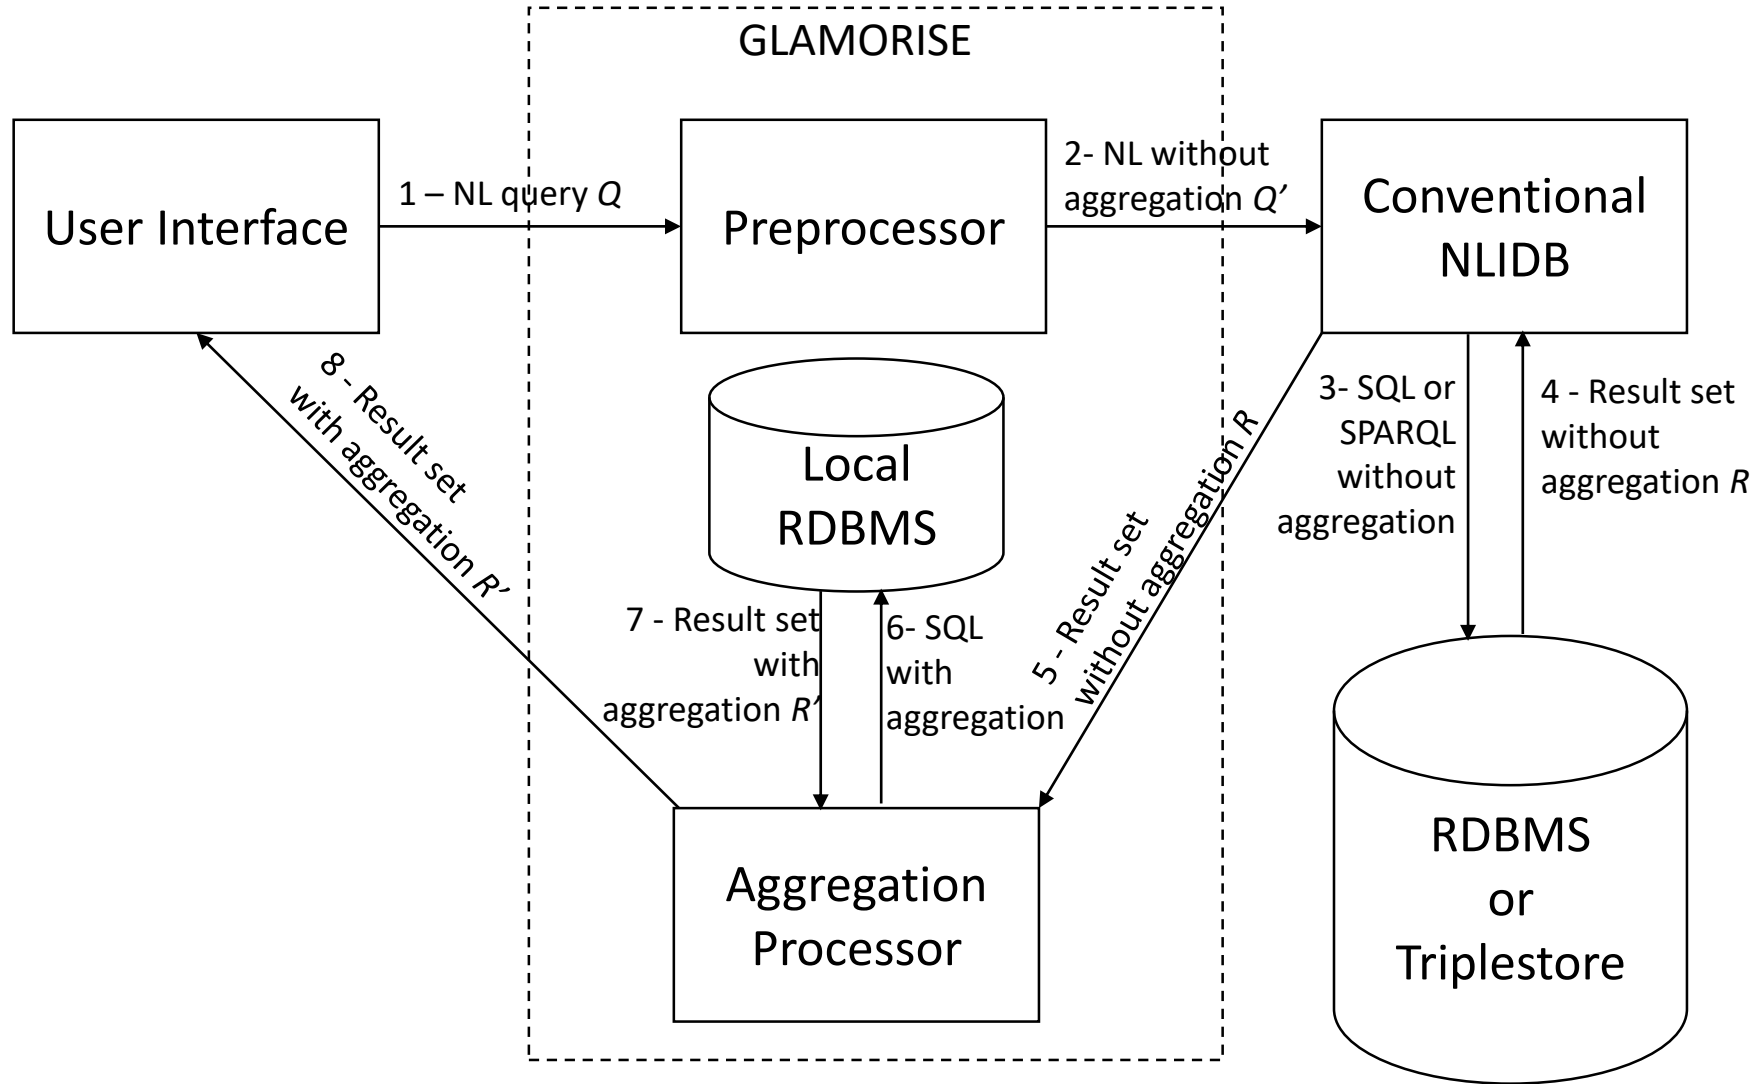 GLAMORISE
User Interface
1 – NL query Q
Preprocessor
2- NL without
aggregation Q’
Conventional
NLIDB
8 - Result set
with aggregation R’
Local
RDBMS
5 - Result set
without aggregation R
3- SQL or
SPARQL
without
aggregation
4 - Result set
without
aggregation R
7 - Result set
with
aggregation R’
6- SQL
with
aggregation
Aggregation
Processor
RDBMS
or
Triplestore